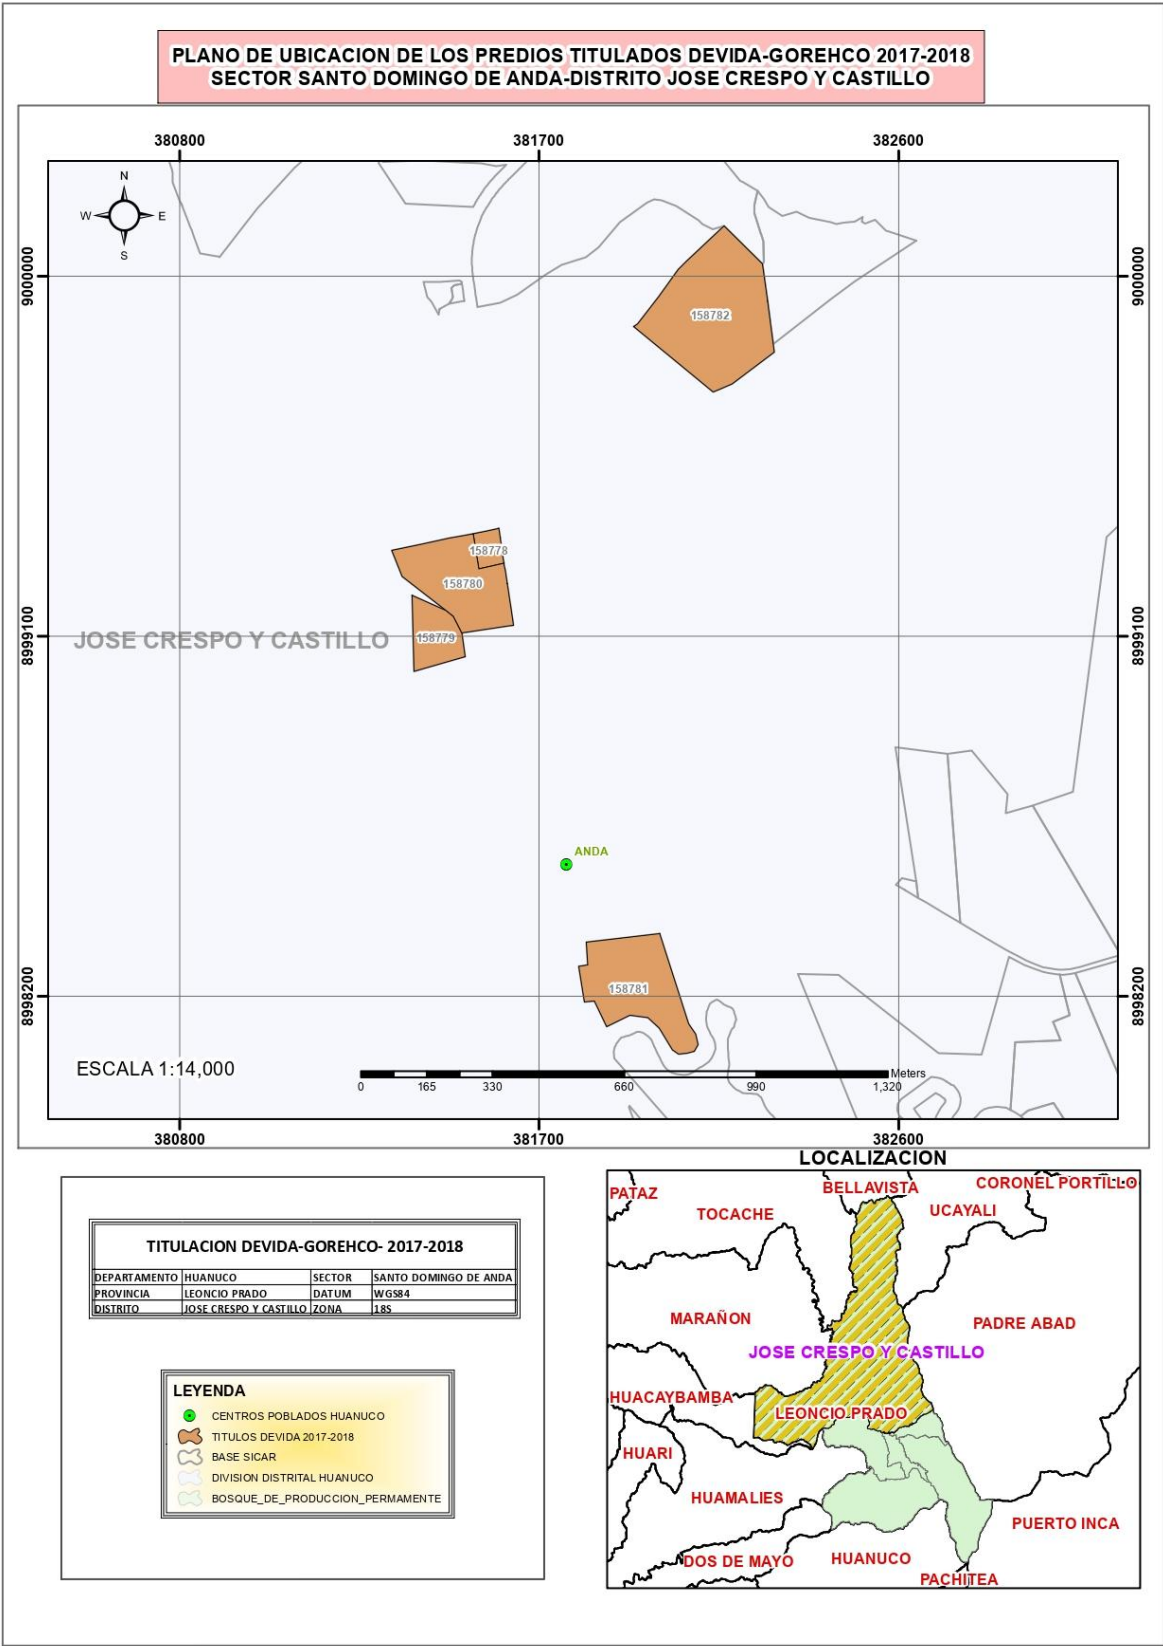 PLANO DE UBICACION DE LOS PREDIOS TITULADOS DEVIDA-GOREHCO 2017-2018
SECTOR SANTO DOMINGO DE ANDA-DISTRITO JOSE CRESPO Y CASTILLO
380800 381700 382600
N
W E
S
9000000 9000000
158782
158778
158780
158779
JOSE CRESPO Y CASTILLO
8999100 8999100
ANDA
158781
8998200 8998200
ESCALA 1:14,000
Meters
0 165 330 660 990 1,320
380800 381700 382600
TITULACION DEVIDA-GOREHCO- 2017-2018
DEPARTAMENTO HUANUCO SECTOR SANTO DOMINGO DE ANDA
PROVINCIA LEONCIO PRADO DATUM WGS84
DISTRITO JOSE CRESPO Y CASTILLO ZONA 18S
LEYENDA
CENTROS POBLADOS HUANUCO
TITULOS DEVIDA 2017-2018
BASE SICAR
DIVISION DISTRITAL HUANUCO
BOSQUE_DE_PRODUCCION_PERMAMENTE
LOCALIZACION
PATAZ
BELLAVISTA
CORONEL PORTILLO
TOCACHE
UCAYALI
MARAÑON
PADRE ABAD
JOSE CRESPO Y CASTILLO
HUACAYBAMBA
LEONCIO PRADO
HUARI
HUAMALIES
PUERTO INCA
DOS DE MAYO
HUANUCO
PACHITEA